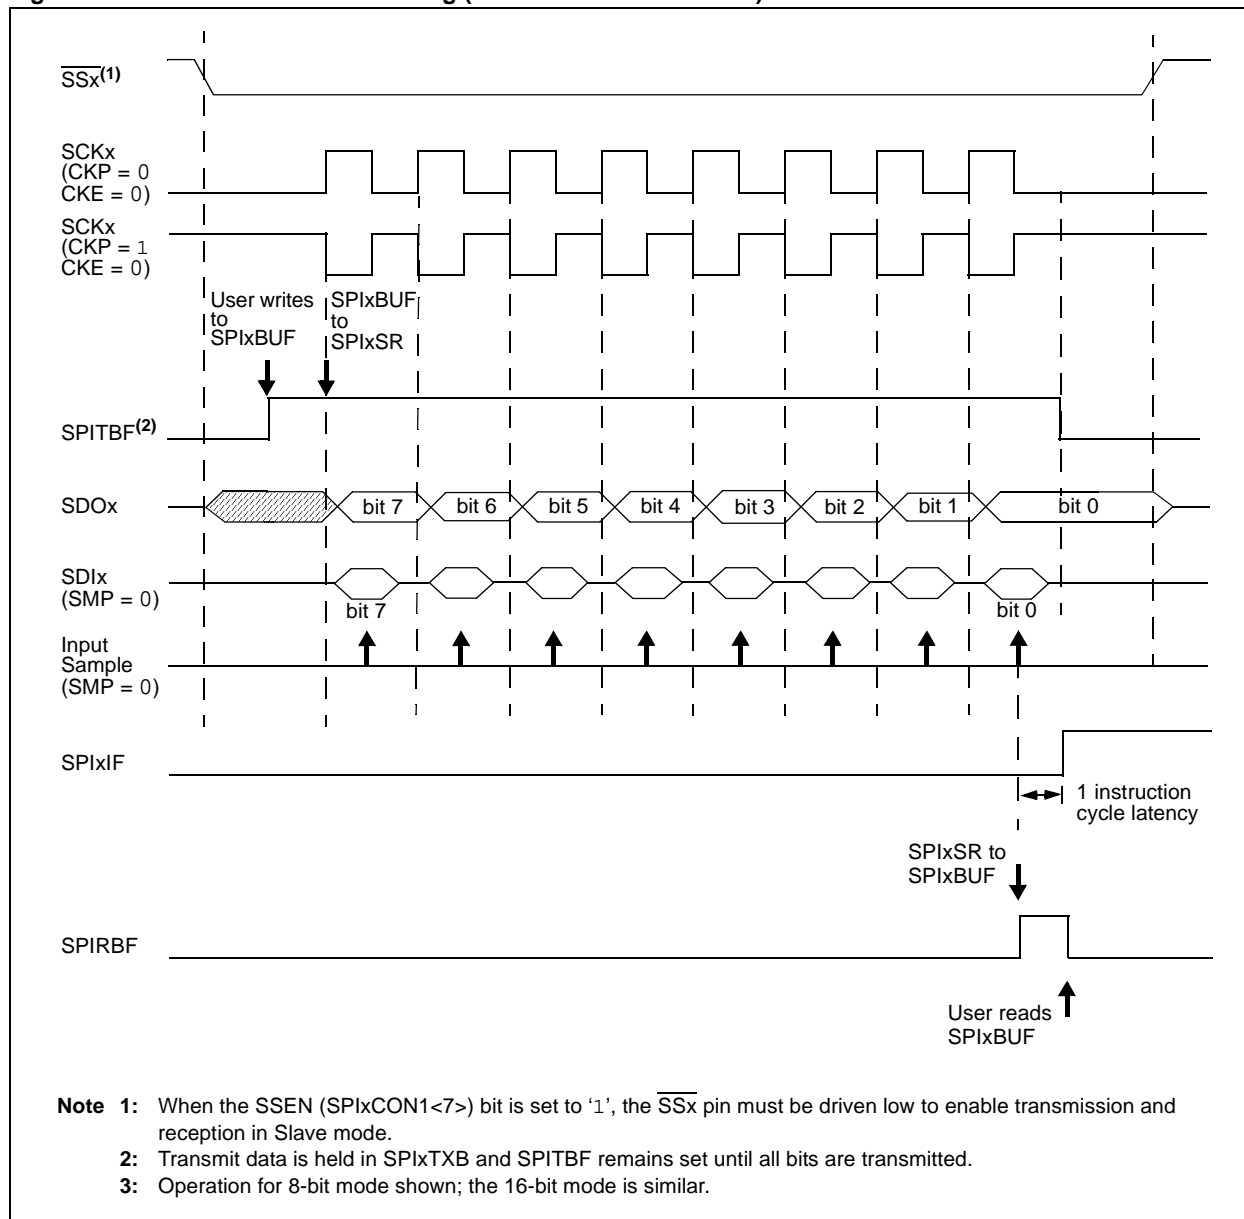 SSx(1)
SCKx
(CKP = 0
CKE = 0)
SCKx
(CKP = 1
CKE = 0)
User writes
to
SPIxBUF
SPIxBUF
to
SPIxSR
SPITBF(2)
SDOx
bit 7 bit 6 bit 5 bit 4 bit 3 bit 2 bit 1 bit 0
SDIx
(SMP = 0)
bit 7 bit 0
Input
Sample
(SMP = 0)
SPIxIF
1 instruction
cycle latency
SPIxSR to
SPIxBUF
SPIRBF
User reads
SPIxBUF
Note 1: When the SSEN (SPIxCON1<7>) bit is set to ‘1’, the SSx pin must be driven low to enable transmission and
reception in Slave mode.
2: Transmit data is held in SPIxTXB and SPITBF remains set until all bits are transmitted.
3: Operation for 8-bit mode shown; the 16-bit mode is similar.